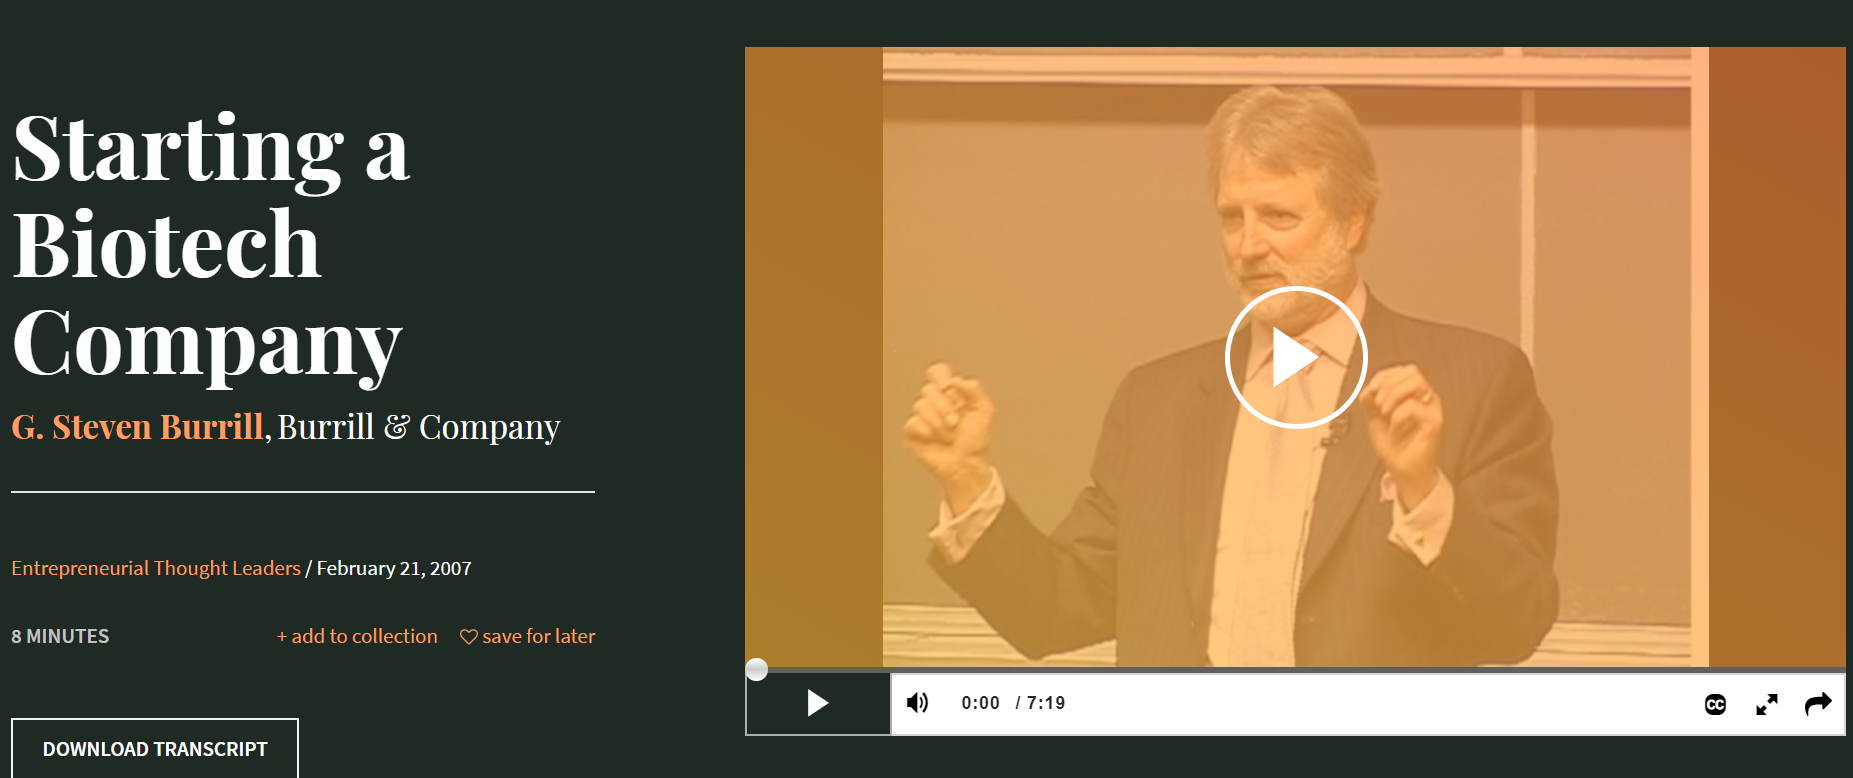 Starting a
Biotech
Company
G. Steven Burrill, Burrill & Company
Entrepreneurial Thought Leaders / February 21, 2007
8 MINUTES + add to collection save for later
DOWNLOAD TRANSCRIPT
0:00 / 7:19
CC